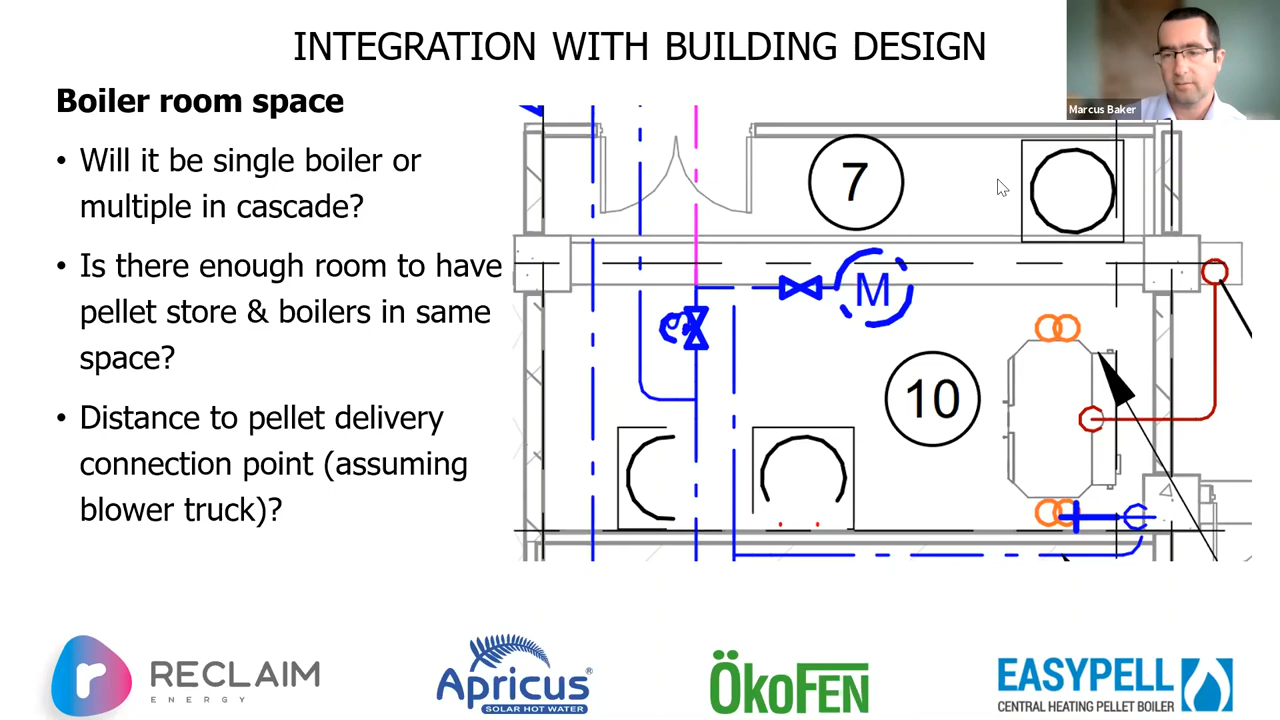 INTEGRATION WITH BUILDING DESIGN
Marcus Baker
Boiler room space
• Will it be single boiler or
multiple in cascade?
• Is there enough room to have
pellet store & boilers in same
space?
• Distance to pellet delivery
connection point (assuming
blower truck)?
7
M
10
RECLAIM
ENERGY
Apricus®
SOLAR HOT WATER
ÖkoFEN
EASYPELL
CENTRAL HEATING PELLET BOILER